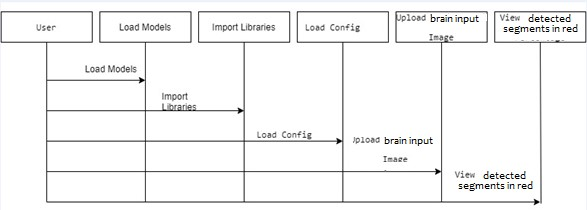 User
Load Models
Import Libraries
Load Config
Upload brain input
Image
View detected
segments in red
Load Models
Import
Libraries
Load Config
Upload brain input
Image
View detected
segments in red